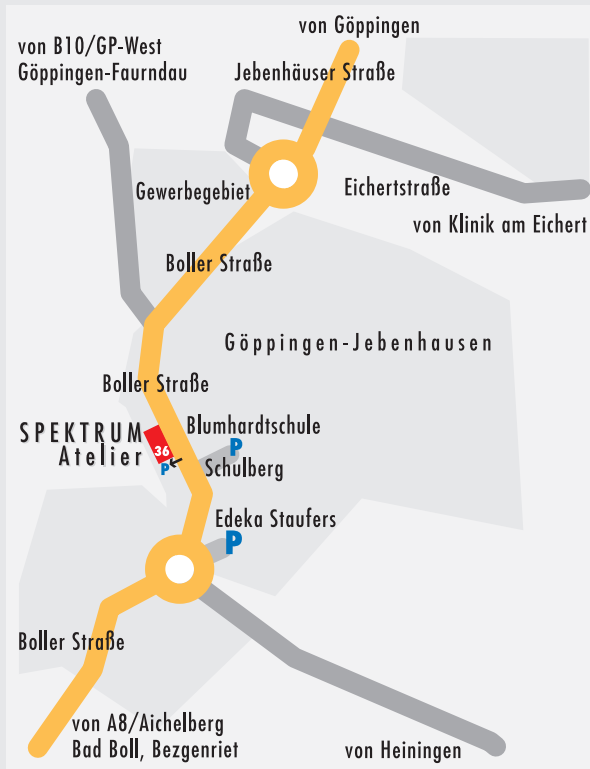 von Göppingen
von B10/GP-West
Göppingen-Faurndau
Jebenhäuser Straße
Gewerbegebiet
Eichertstraße
von Klinik am Eichert
Boller Straße
Göppingen-Jebenhausen
Boller Straße
Blumhardtschule
SPEKTRUM
Atelier
36
P
P
Schulberg
Edeka Staufers
P
Boller Straße
von A8/Aichelberg
Bad Boll, Bezgenriet
von Heiningen